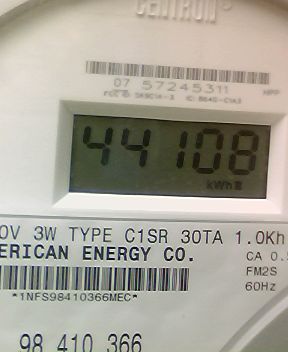 CENTRON®
07 57245311
44108
kWh
0V 3W TYPE C1SR 30TA 1.0Kh
ERICAN ENERGY CO.
CA 0.5
FM2S
60Hz
*1NFS98410366MEC*
98 410 366